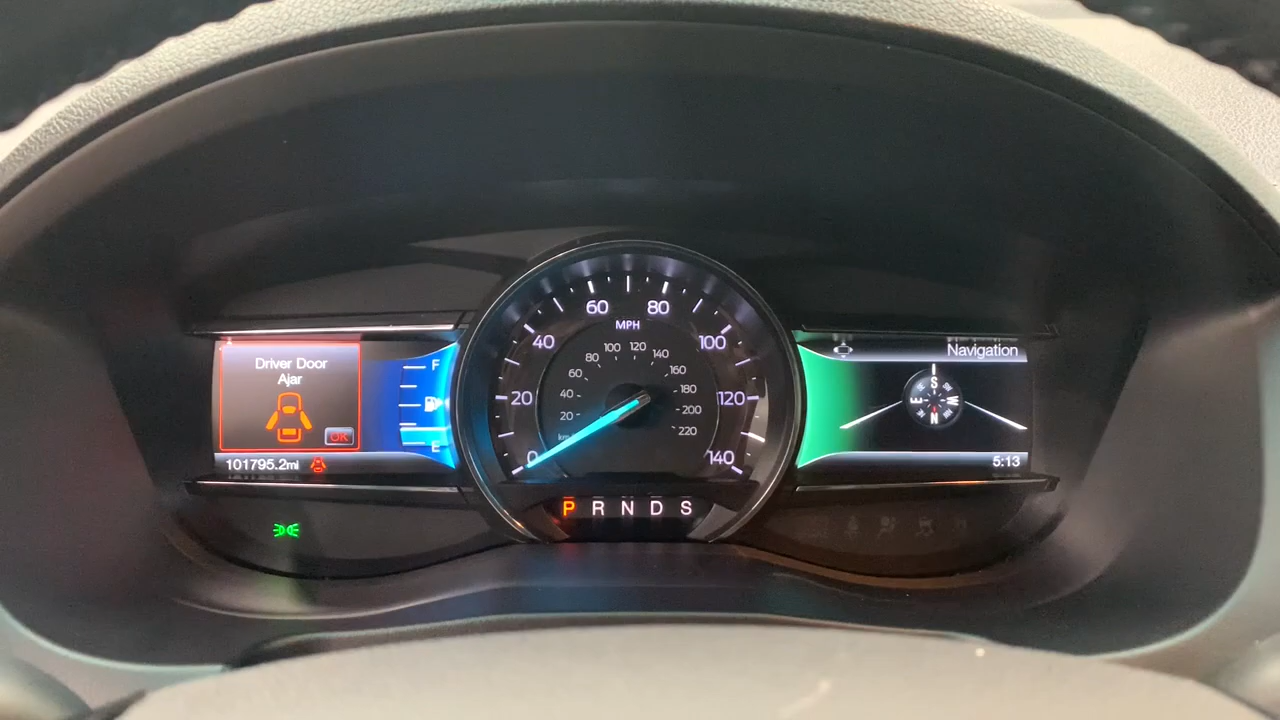 Driver Door
Ajar
OK
101795.2mi
F
E
MPH
0
20
40
60
80
100
120
140
km/h
20
40
60
80
100
120
140
160
180
200
220
P R N D S
Navigation
S
E
W
N
5:13